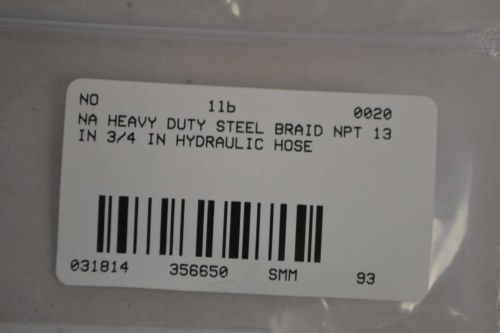 NO 11b 0020
NA HEAVY DUTY STEEL BRAID NPT 13
IN 3/4 IN HYDRAULIC HOSE
031814 356650 SMM 93